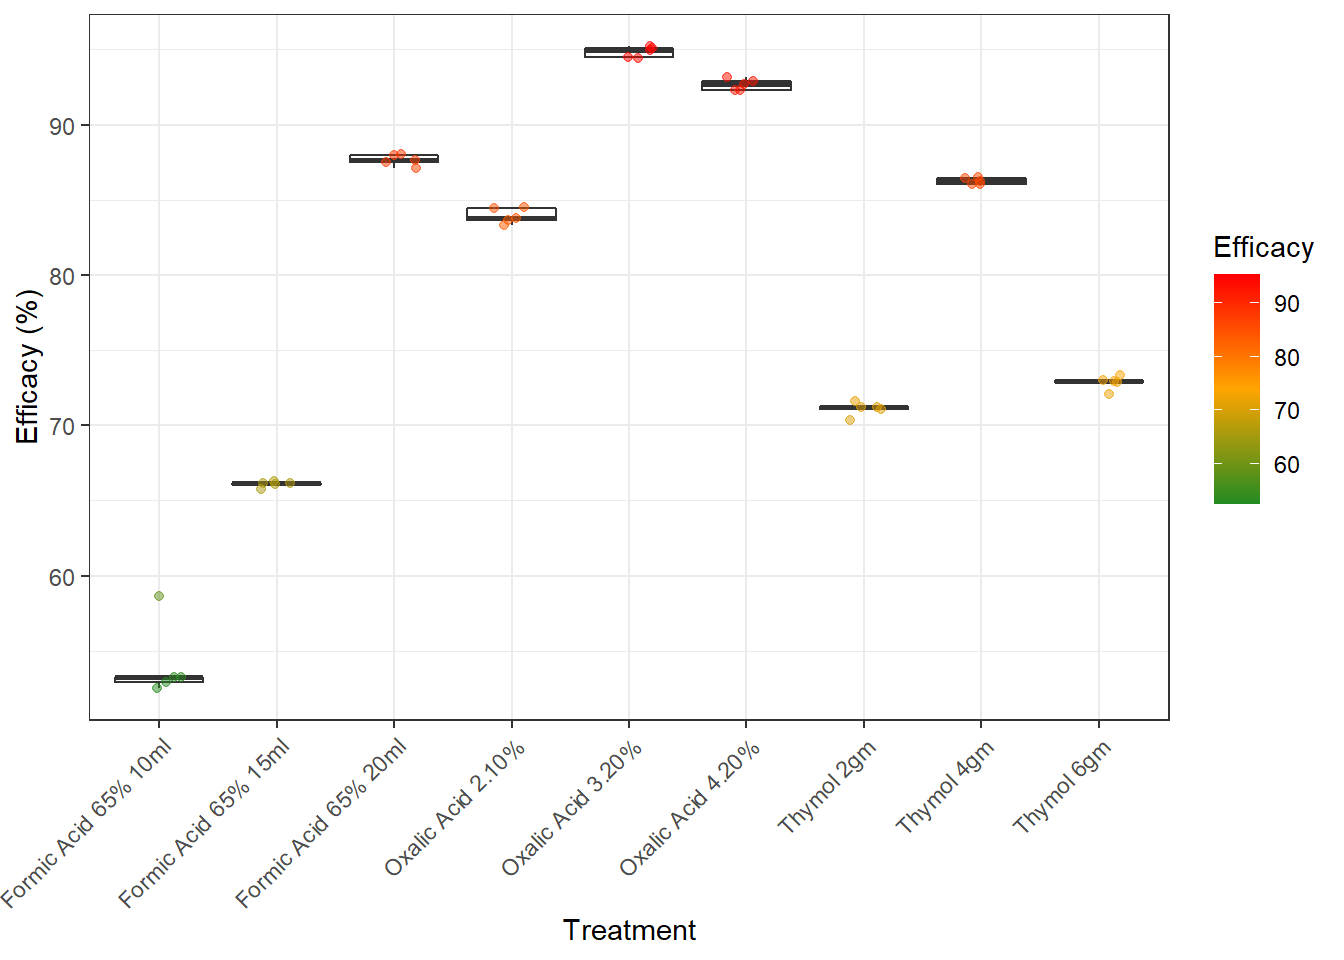 Efficacy (%)
90
80
70
60
Formic Acid 65% 10ml
Formic Acid 65% 15ml
Formic Acid 65% 20ml
Oxalic Acid 2.10%
Oxalic Acid 3.20%
Oxalic Acid 4.20%
Thymol 2gm
Thymol 4gm
Thymol 6gm
Treatment
Efficacy
90
80
70
60